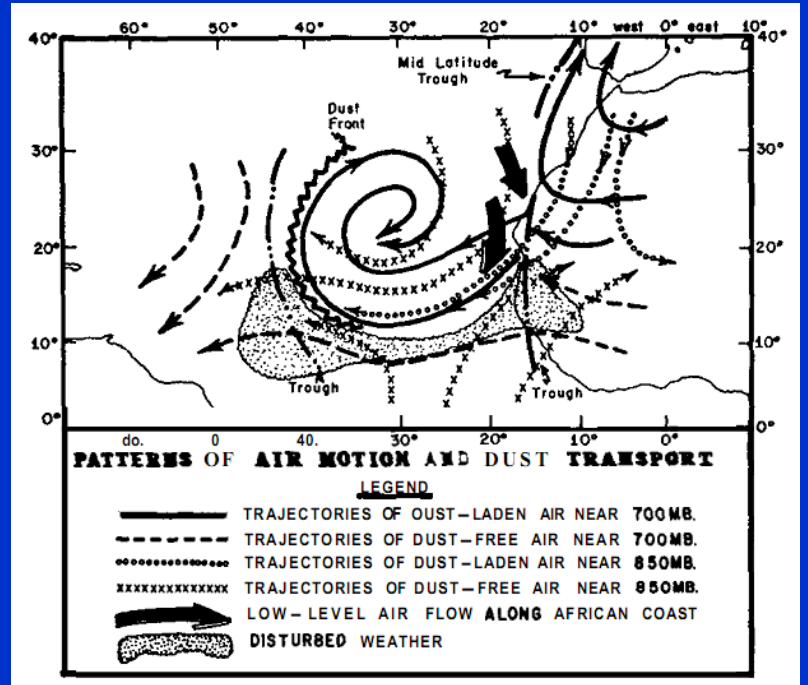 60° 50° 40° 30° 20° 10° west 0° east 10°
40° 40°
Mid Latitude
Trough
Dust
Front
30° 30°
20° 20°
10° 10°
Trough
Trough
0° 0°
do. 0 40. 30° 20° 10° 0°
PATTERNS OF AIR MOTION AND DUST TRANSPORT
LEGEND
TRAJECTORIES OF OUST-LADEN AIR NEAR 700MB.
TRAJECTORIES OF DUST-FREE AIR NEAR 700MB.
TRAJECTORIES OF DUST-LADEN AIR NEAR 850MB.
TRAJECTORIES OF DUST-FREE AIR NEAR 850MB.
LOW-LEVEL AIR FLOW ALONG AFRICAN COAST
DISTURBED WEATHER